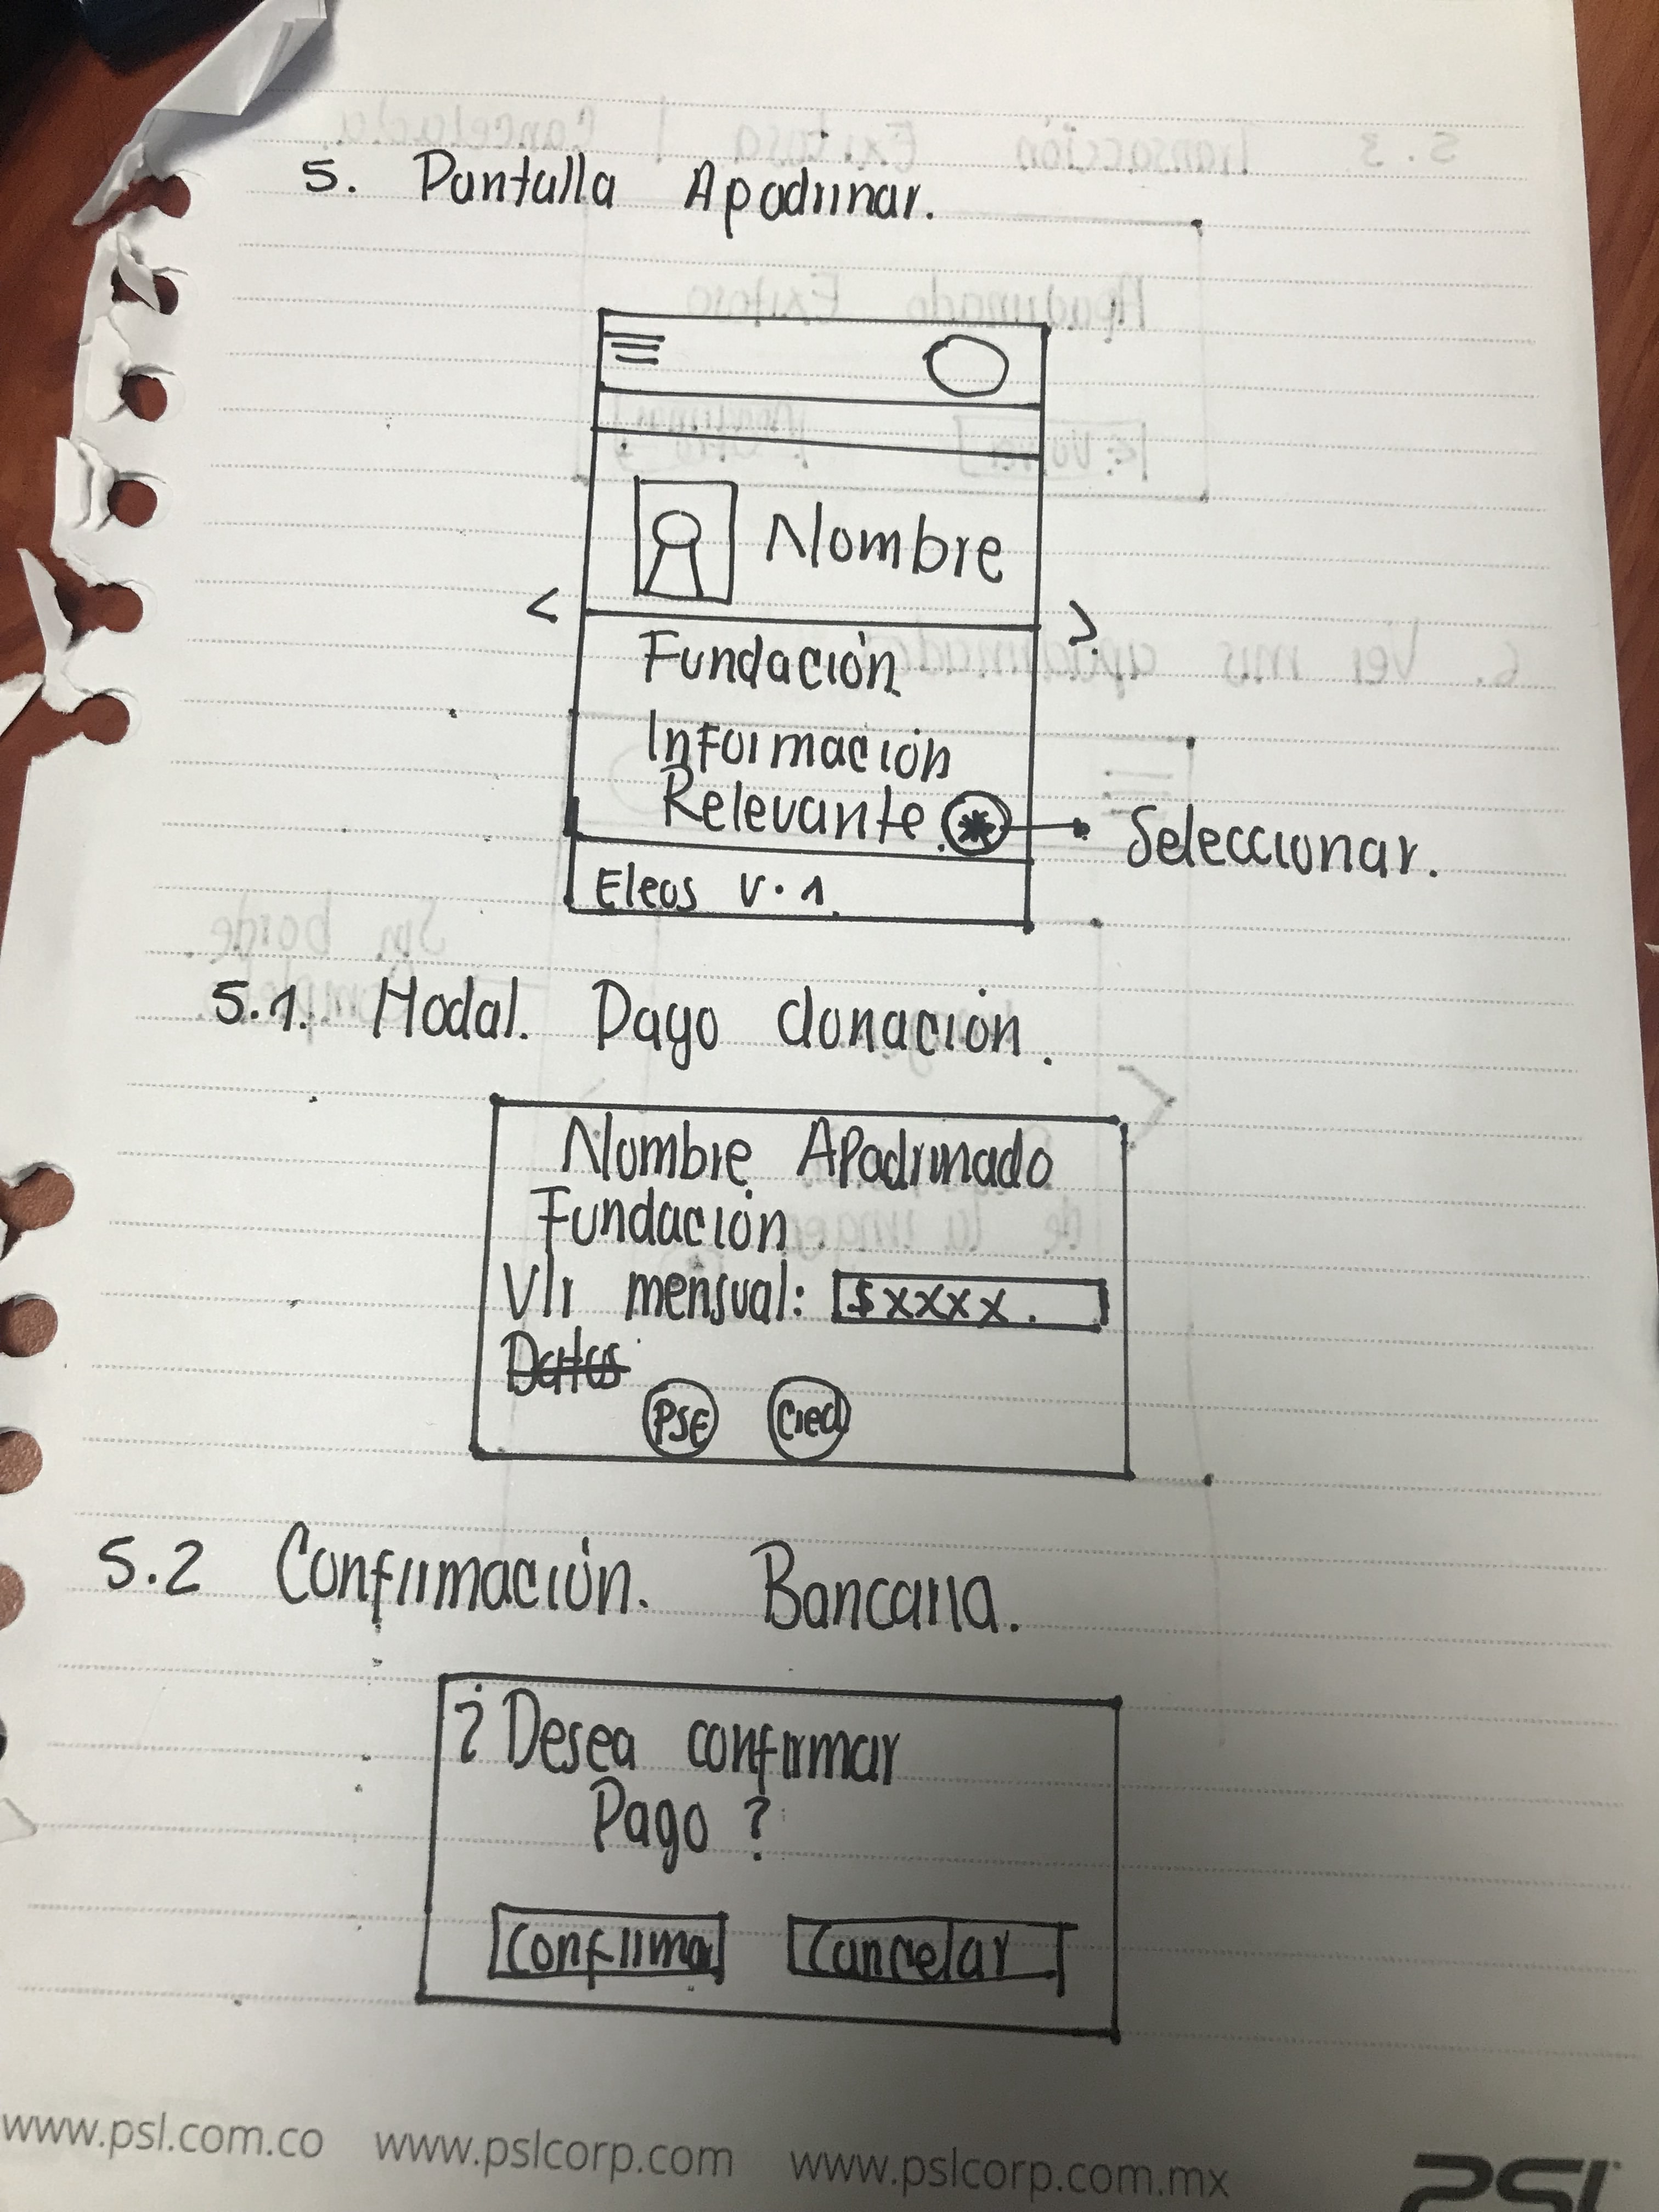 5. Pantalla Apadrinar.
Nombre
< >
Fundación
Información
Relevante
Seleccionar.
Eleos V.1.
5.1. Modal. Pago donación.
Nombre Apadrinado
Fundación
Vlr mensual: $xxxx.
Datos
PSE Cred
5.2 Confirmación. Bancaria.
¿Desea confirmar
Pago?
Confirmar Cancelar
www.psl.com.co www.pslcorp.com www.pslcorp.com.mx
PSL